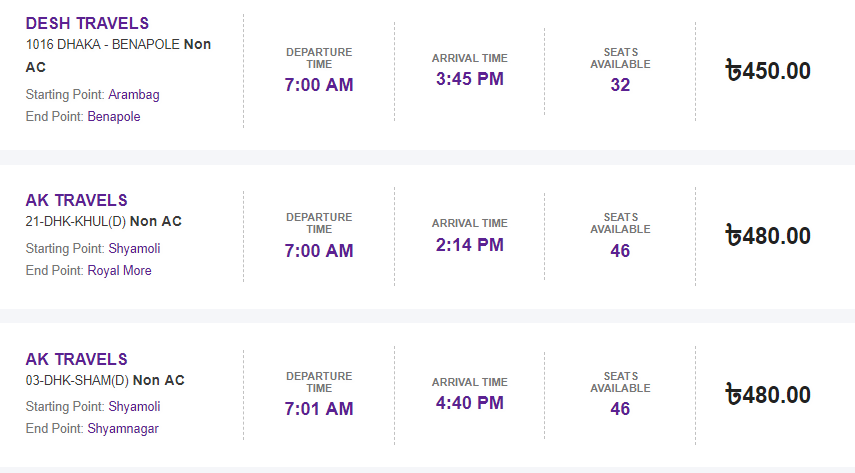 DESH TRAVELS
1016 DHAKA - BENAPOLE Non
AC
Starting Point: Arambag
End Point: Benapole
DEPARTURE
TIME
7:00 AM
ARRIVAL TIME
3:45 PM
SEATS
AVAILABLE
32
৳450.00
AK TRAVELS
21-DHK-KHUL(D) Non AC
Starting Point: Shyamoli
End Point: Royal More
DEPARTURE
TIME
7:00 AM
ARRIVAL TIME
2:14 PM
SEATS
AVAILABLE
46
৳480.00
AK TRAVELS
03-DHK-SHAM(D) Non AC
Starting Point: Shyamoli
End Point: Shyamnagar
DEPARTURE
TIME
7:01 AM
ARRIVAL TIME
4:40 PM
SEATS
AVAILABLE
46
৳480.00